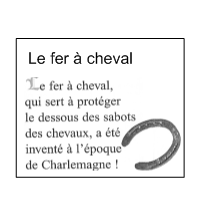 Le fer à cheval
Le fer à cheval,
qui sert à protéger
le dessous des sabots
des chevaux, a été
inventé à l'époque
de Charlemagne !